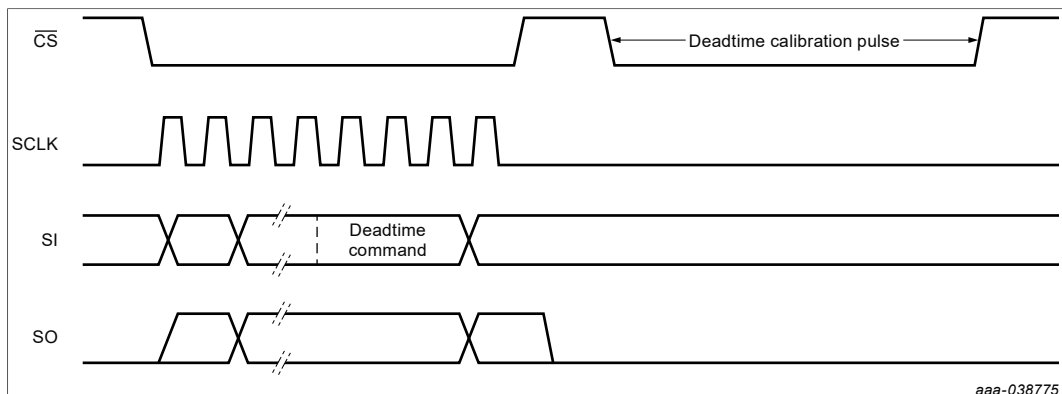 CS
Deadtime calibration pulse
SCLK
SI
Deadtime
command
SO
aaa-038775